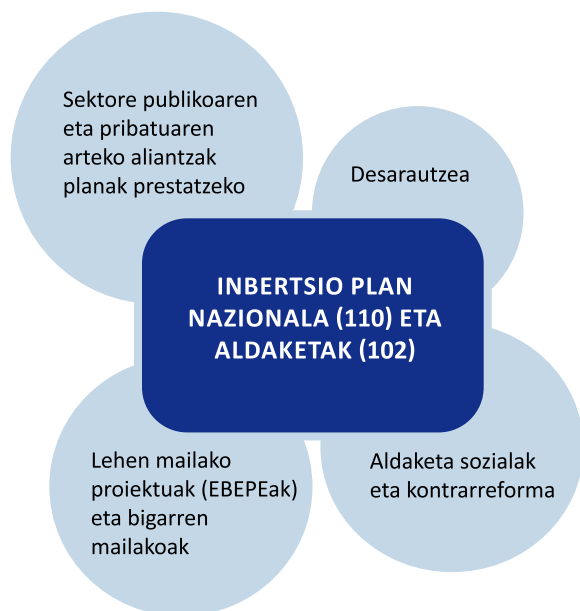 Sektore publikoaren
eta pribatuaren
arteko aliantzak
planak prestatzeko
Desarautzea
INBERTSIO PLAN
NAZIONALA (110) ETA
ALDAKETAK (102)
Lehen mailako
proiektuak (EBEPEak)
eta bigarren
mailakoak
Aldaketa sozialak
eta kontrarreforma